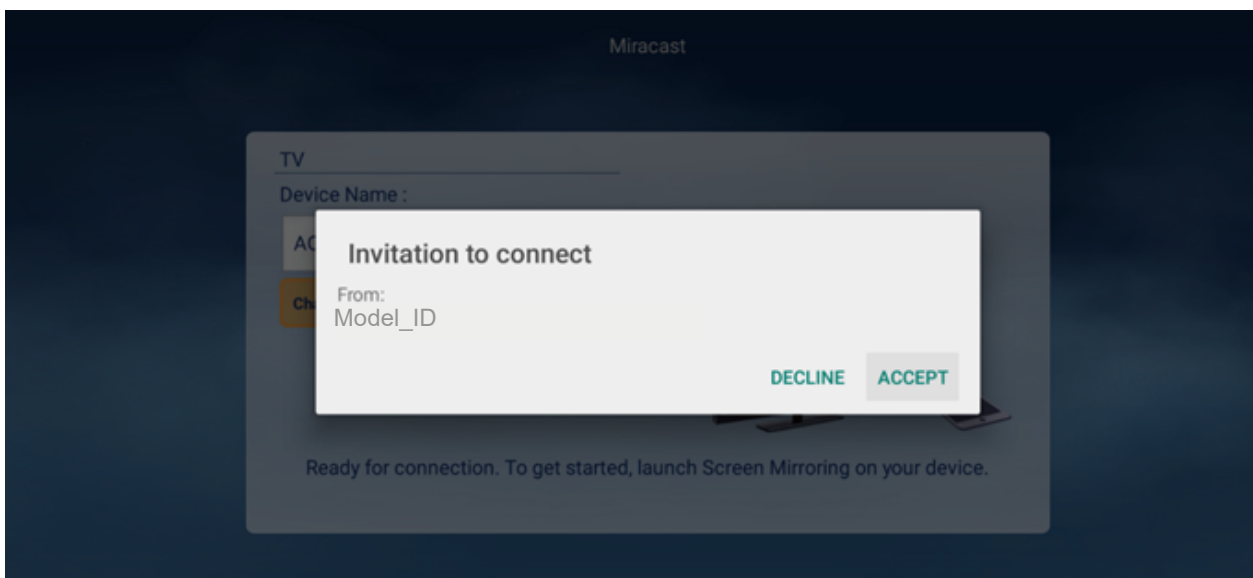 Miracast
TV
Device Name :
Invitation to connect
From:
Model_ID
DECLINE ACCEPT
Ready for connection. To get started, launch Screen Mirroring on your device.